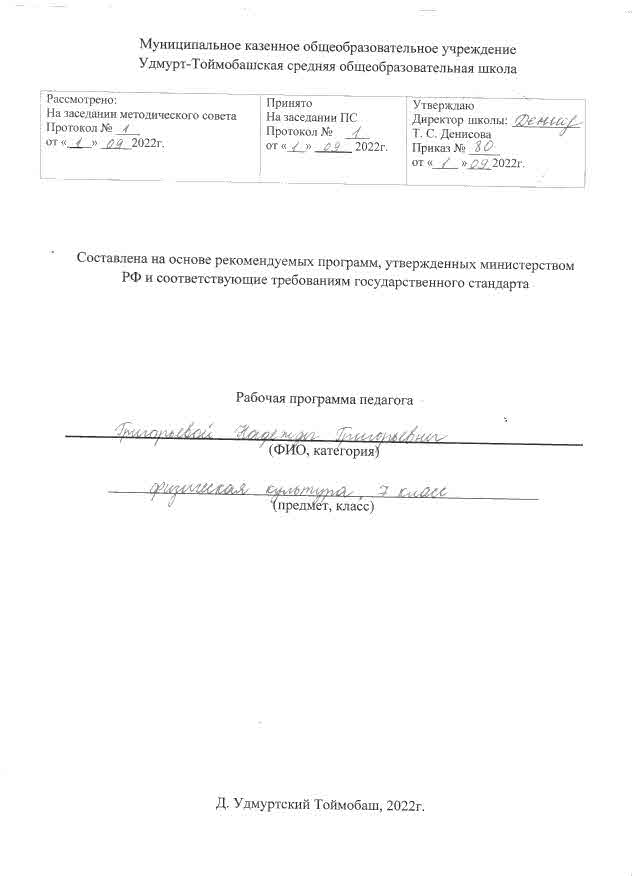 Муниципальное казенное общеобразовательное учреждение
Удмурт-Тоймобашская средняя общеобразовательная школа
Рассмотрено:
На заседании методического совета
Протокол № 1
от «1» 09 2022г.
Принято
На заседании ПС
Протокол № 1
от «1» 09 2022г.
Утверждаю
Директор школы:
Т. С. Денисова
Приказ № 80
от «1» 09 2022г.
Составлена на основе рекомендуемых программ, утвержденных министерством
РФ и соответствующие требованиям государственного стандарта
Рабочая программа педагога
Григорьевой Надежды Григорьевны
(ФИО, категория)
физическая культура, 7 класс
(предмет, класс)
Д. Удмуртский Тоймобаш, 2022г.